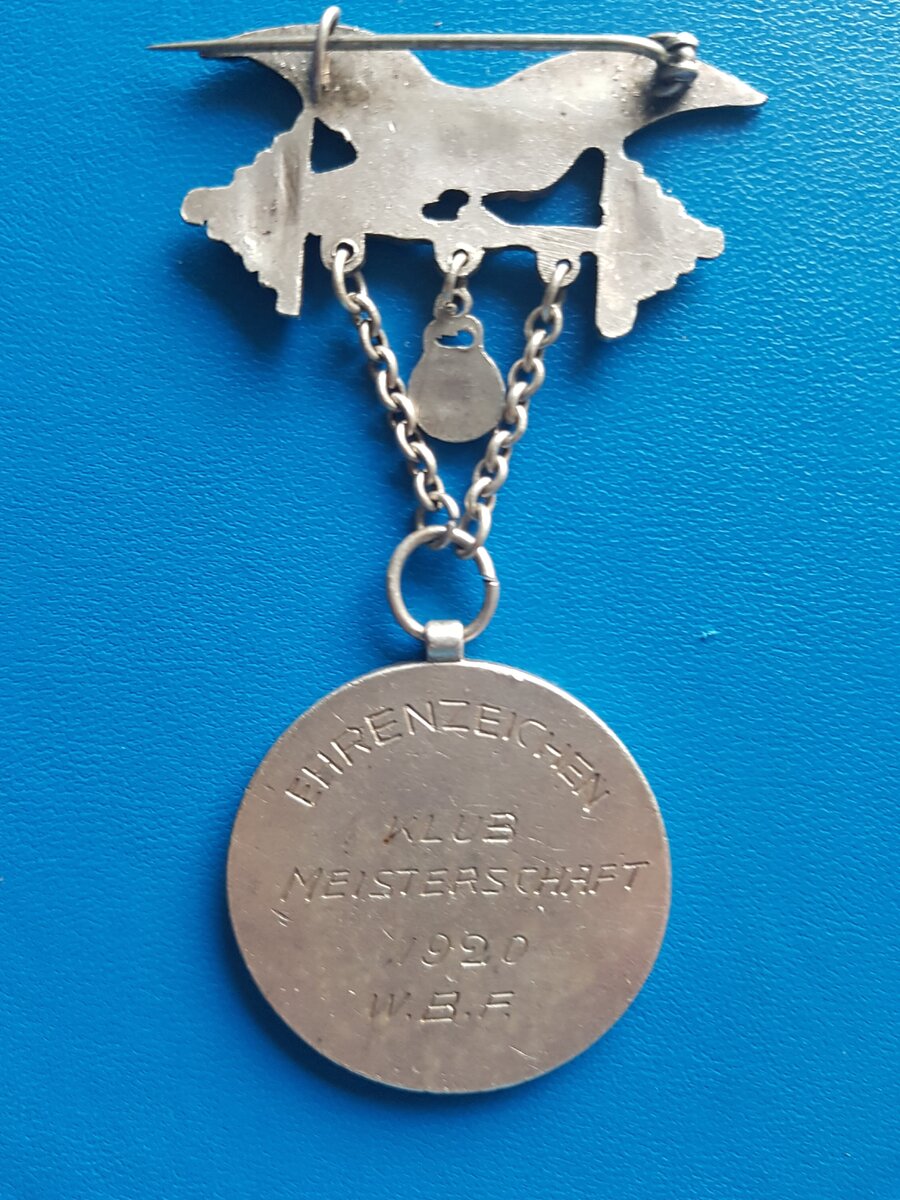 EHRENZEICHEN
KLUB
MEISTERSCHAFT
1920
W.B.F.